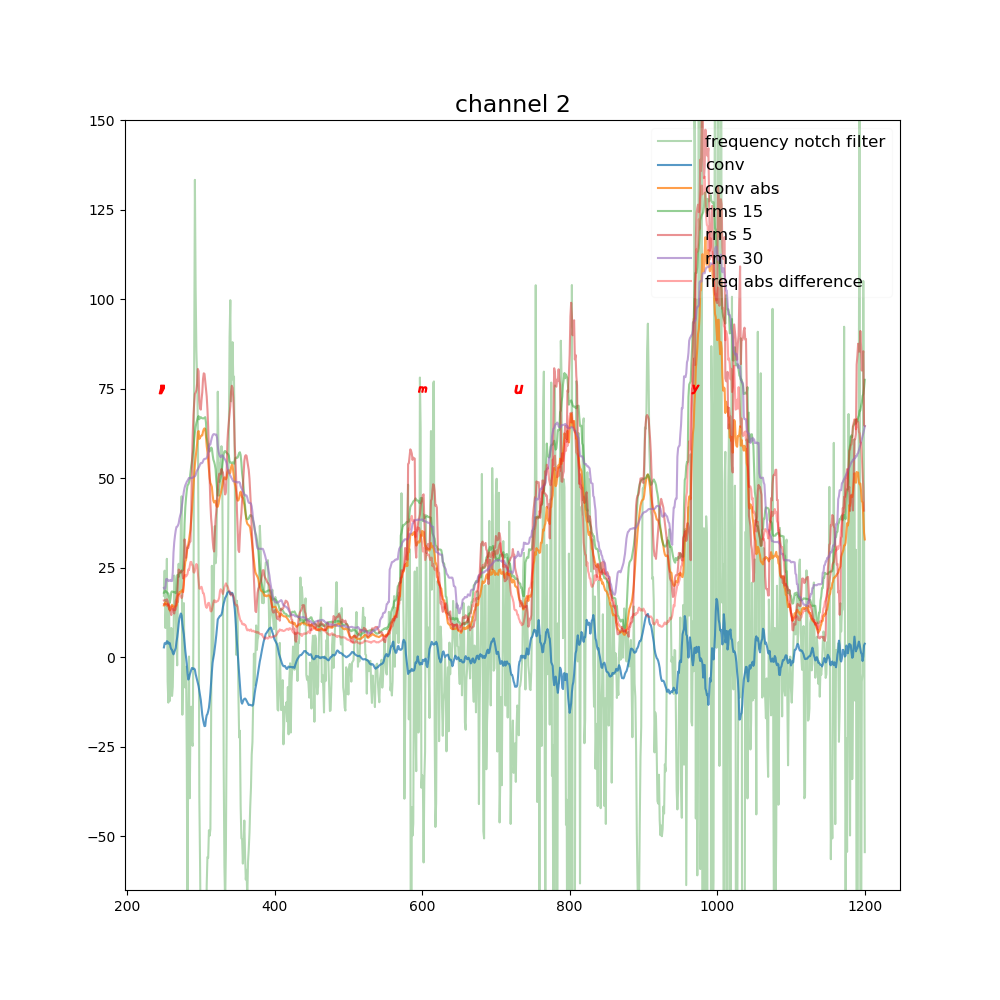 channel 2
150
125
100
75
50
25
0
−25
−50
200 400 600 800 1000 1200
frequency notch filter
conv
conv abs
rms 15
rms 5
rms 30
freq abs difference
m
u
y